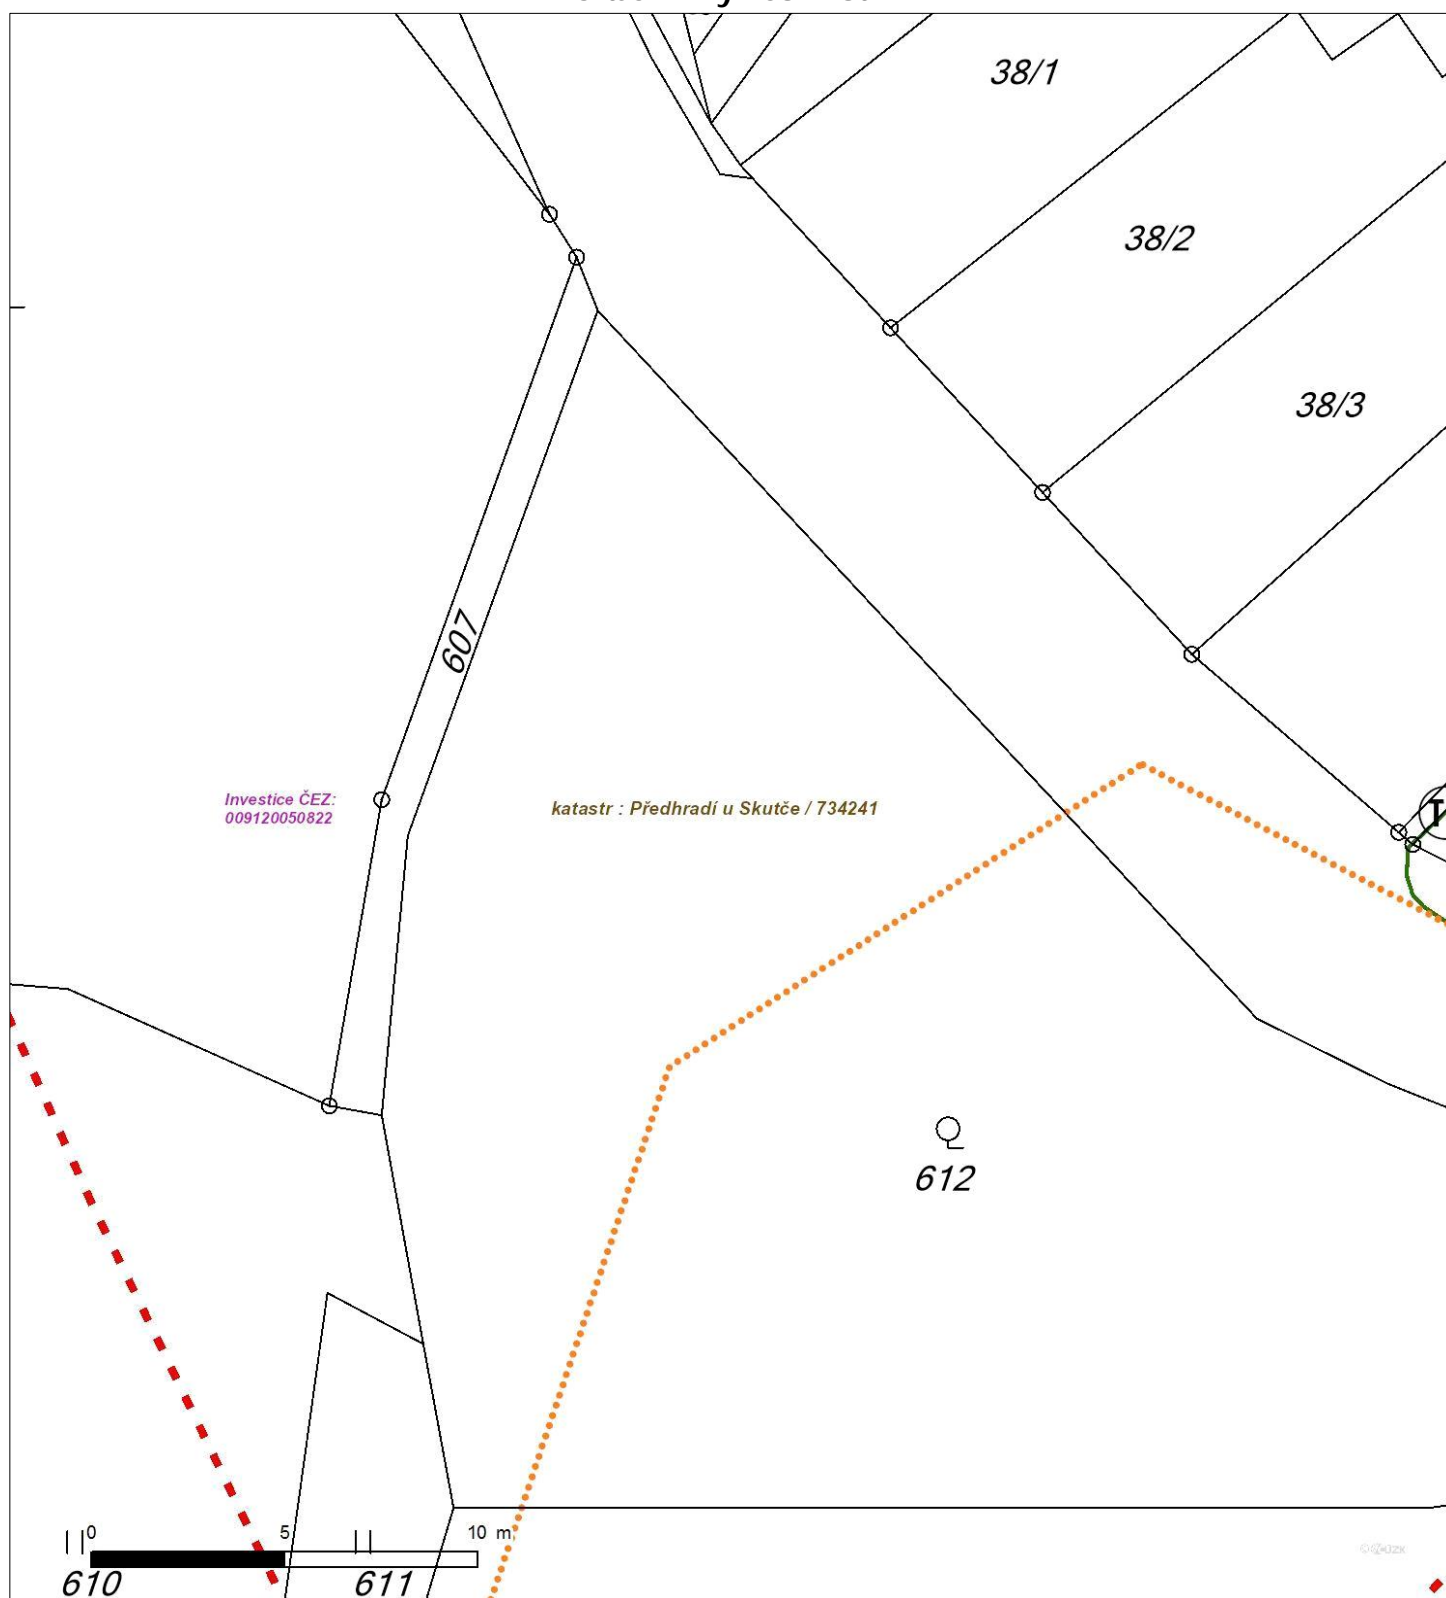 38/1
38/2
38/3
607
Investice ČEZ:
009120050822
katastr : Předhradí u Skutče / 734241
T
612
0 5 10 m
610 611